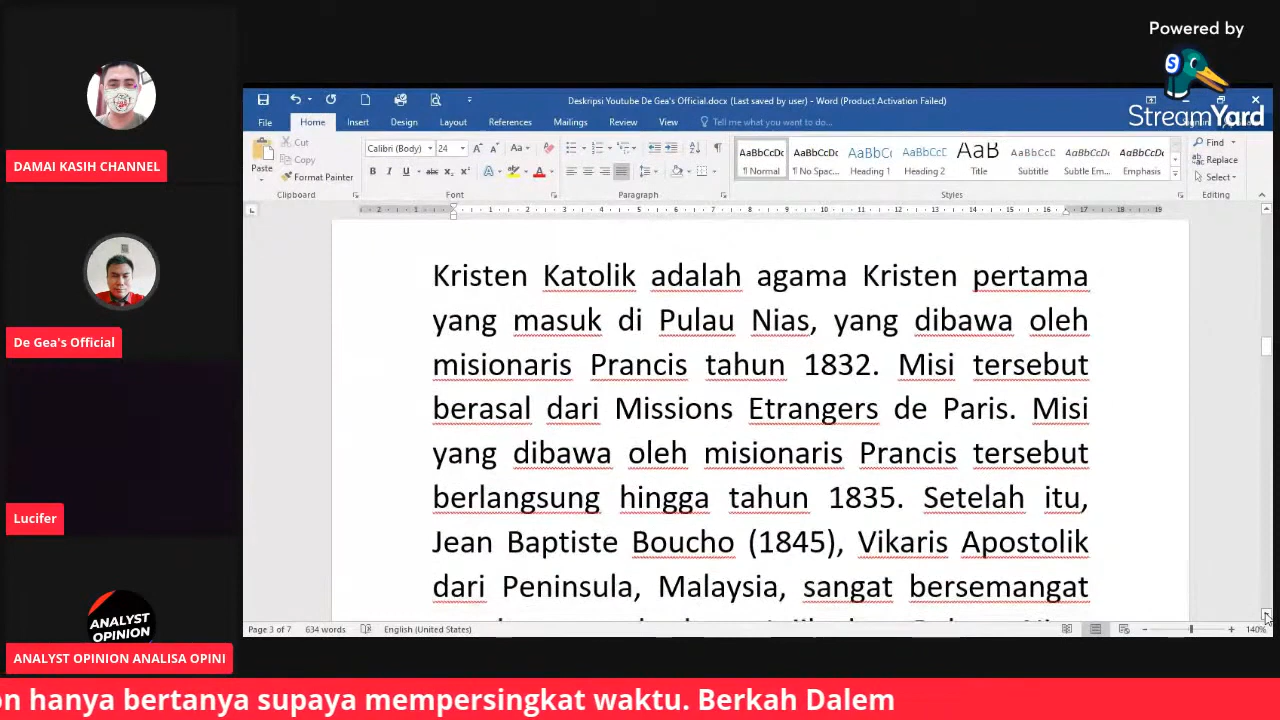 Powered by
StreamYard
DAMAI KASIH CHANNEL
De Gea's Official
Lucifer
ANALYST
OPINION
ANALYST OPINION ANALISA OPINI
Deskripsi Youtube De Gea's Official.docx (Last saved by user) - Word (Product Activation Failed)
File Home Insert Design Layout References Mailings Review View Tell me what you want to do...
Paste Cut Copy Format Painter
Clipboard
Calibri (Body) 24
Font
Paragraph
AaBbCcDc AaBbCcDc AaBbCc AaBbCcD AaB AaBbCcD AaBbCcDc AaBbCcDc
¶ Normal ¶ No Spac... Heading 1 Heading 2 Title Subtitle Subtle Em... Emphasis
Styles
Find
Replace
Select
Editing
Kristen Katolik adalah agama Kristen pertama
yang masuk di Pulau Nias, yang dibawa oleh
misionaris Prancis tahun 1832. Misi tersebut
berasal dari Missions Etrangers de Paris. Misi
yang dibawa oleh misionaris Prancis tersebut
berlangsung hingga tahun 1835. Setelah itu,
Jean Baptiste Boucho (1845), Vikaris Apostolik
dari Peninsula, Malaysia, sangat bersemangat
Page 3 of 7 634 words English (United States) 140%
hanya bertanya supaya mempersingkat waktu. Berkah Dalem